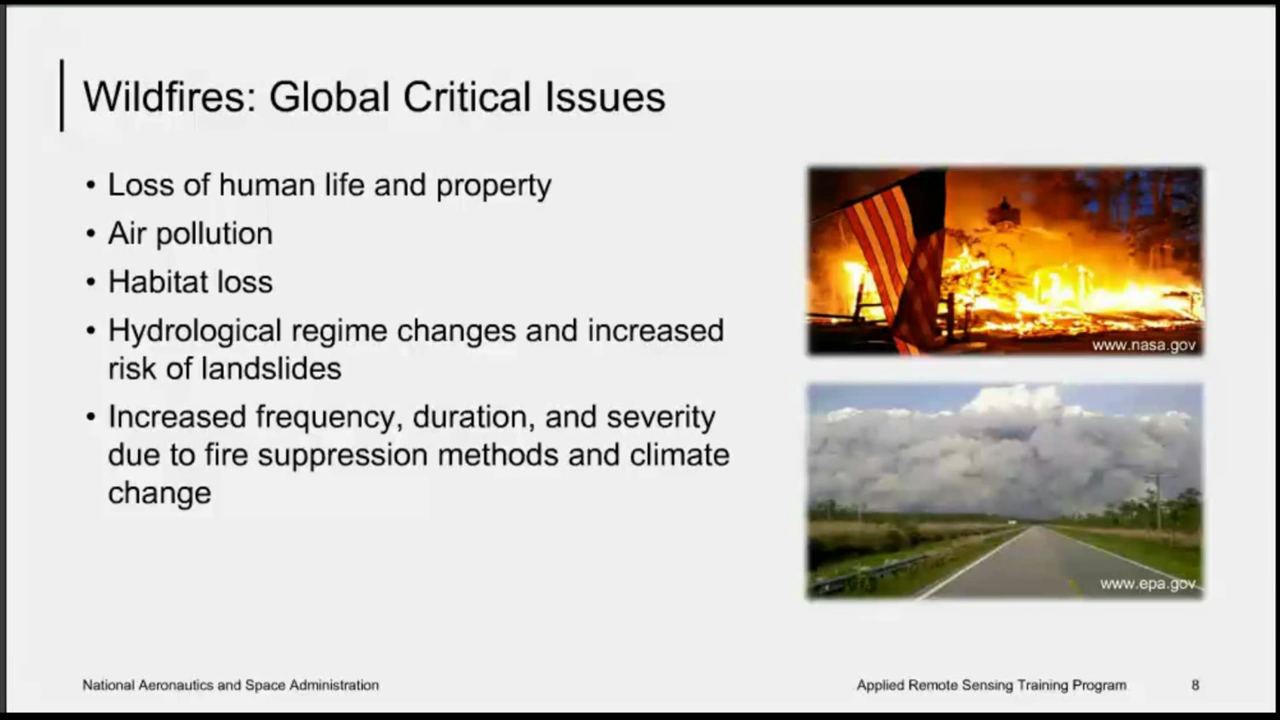 Wildfires: Global Critical Issues
• Loss of human life and property
• Air pollution
• Habitat loss
• Hydrological regime changes and increased
risk of landslides
• Increased frequency, duration, and severity
due to fire suppression methods and climate
change
www.nasa.gov
www.epa.gov
National Aeronautics and Space Administration
Applied Remote Sensing Training Program
8